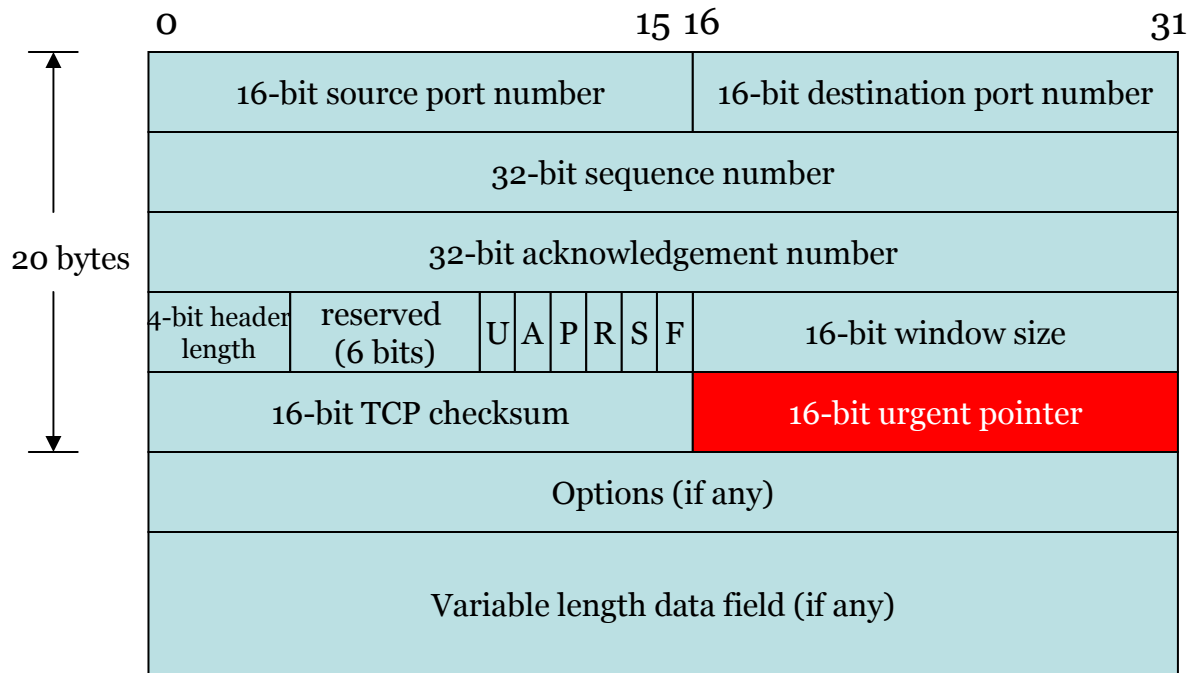 0 15 16 31
16-bit source port number 16-bit destination port number
32-bit sequence number
20 bytes
32-bit acknowledgement number
4-bit header
length
reserved
(6 bits)
U A P R S F
16-bit window size
16-bit TCP checksum 16-bit urgent pointer
Options (if any)
Variable length data field (if any)